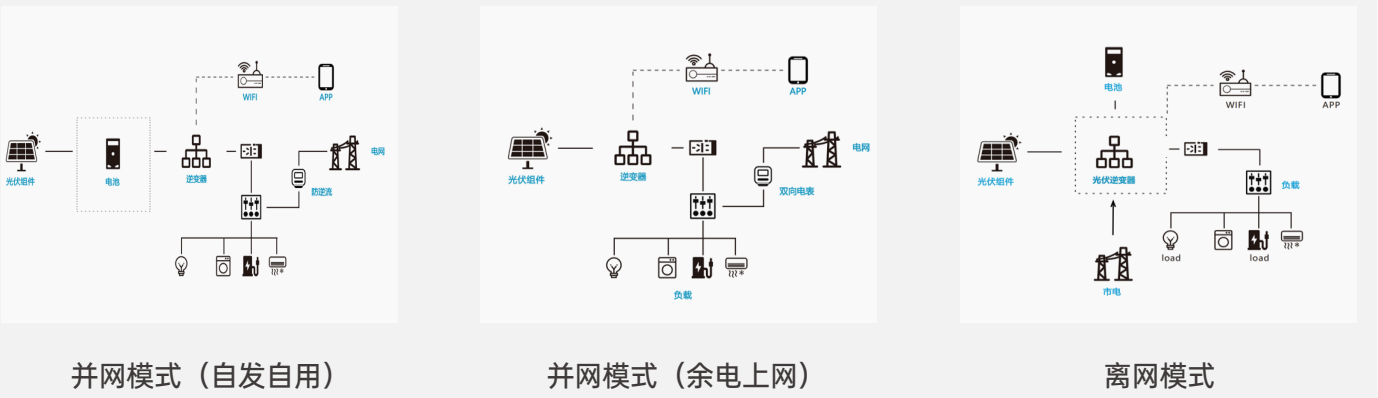 WIFI
APP
光伏组件
电池
逆变器
电网
防逆流
并网模式（自发自用）
WIFI
APP
光伏组件
逆变器
电网
双向电表
负载
并网模式（余电上网）
电池
WIFI
APP
光伏组件
光伏逆变器
负载
load
load
市电
离网模式